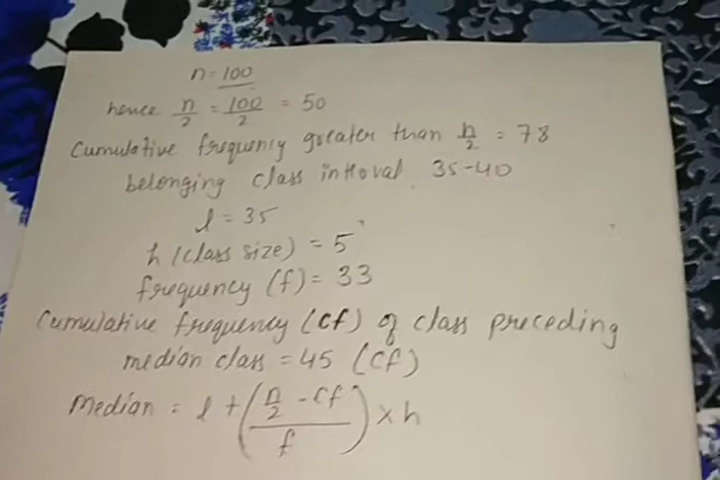 n = 100
hence n/2 = 100/2 = 50
Cumulative frequency greater than n/2 = 78
belonging class interval 35-40
l = 35
h (class size) = 5
frequency (f) = 33
Cumulative frequency (cf) of class preceding
median class = 45 (cf)
Median = l + ((n/2 - cf)/f) × h